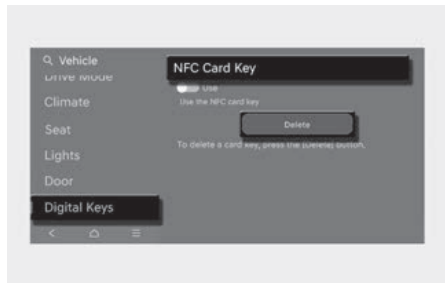 Vehicle
Drive Mode
Climate
Seat
Lights
Door
Digital Keys
NFC Card Key
Use
Use the NFC card key
Delete
To delete a card key, press the [Delete] button.